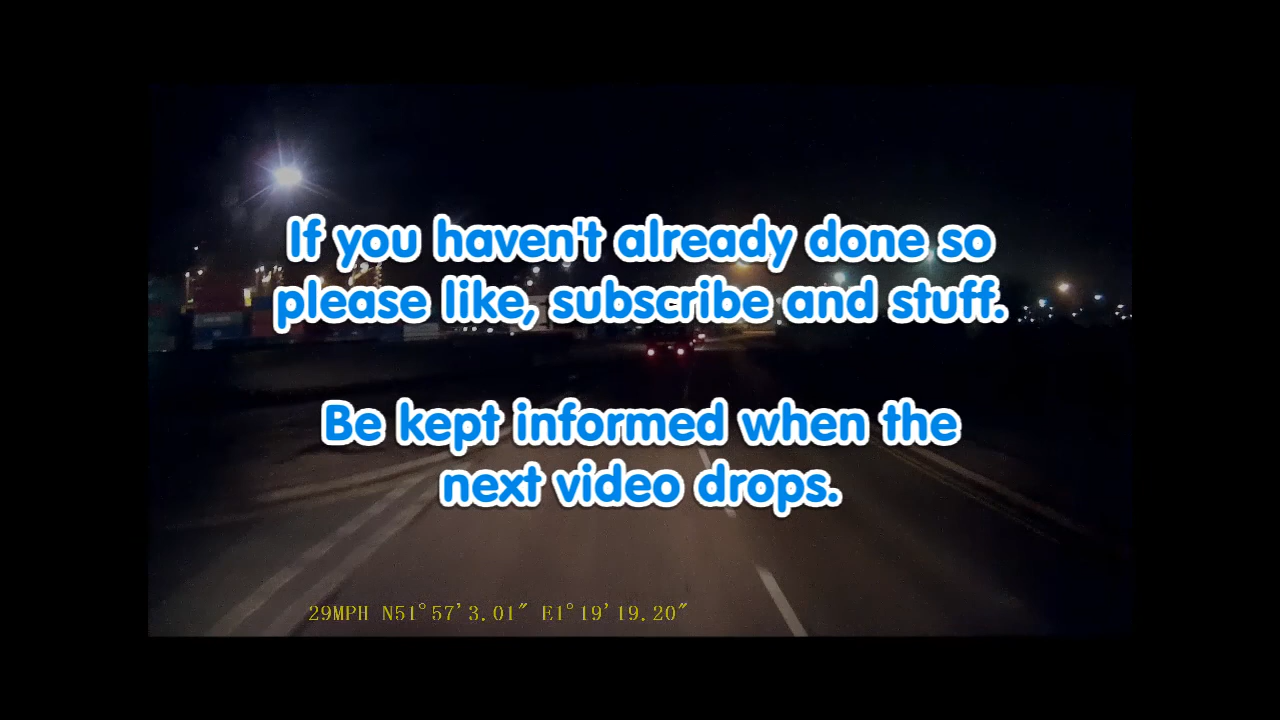 If you haven't already done so
please like, subscribe and stuff.
Be kept informed when the
next video drops.
29MPH N51°57'3.01" E1°19'19.20"